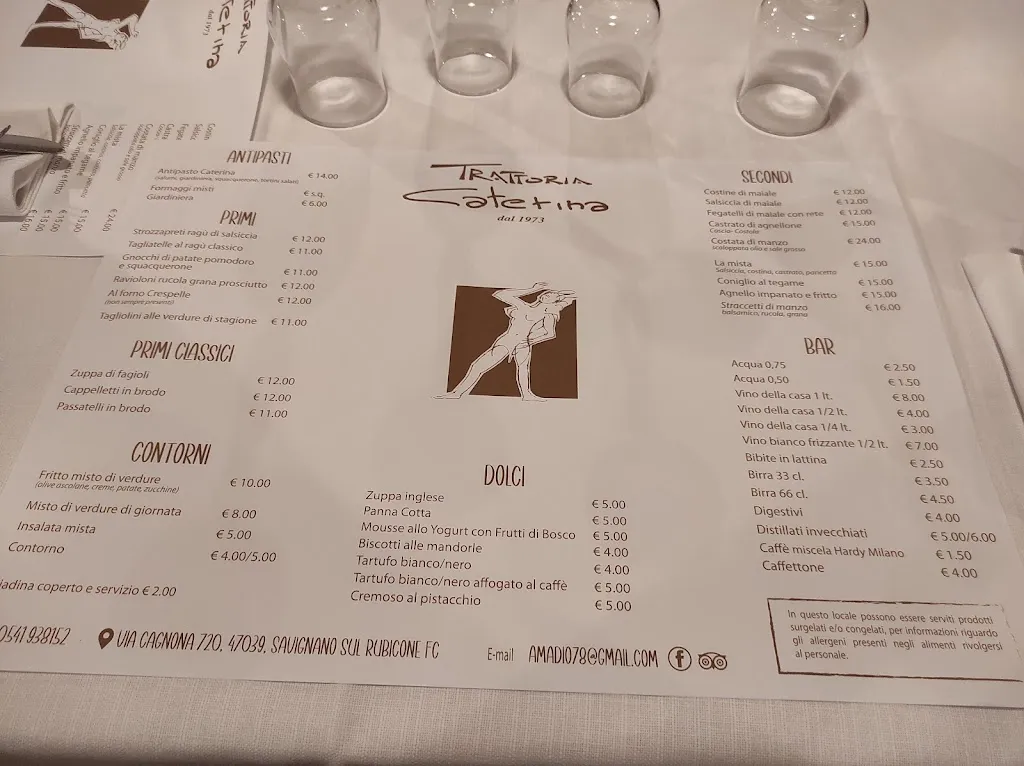 TRATTORIA
Caterina
dal 1973
ANTIPASTI
Antipasto Caterina € 14.00
Formaggi misti € s.q.
Giardiniera € 6.00
PRIMI
Strozzapreti ragù di salsiccia € 12.00
Tagliatelle al ragù classico € 11.00
Gnocchi di patate pomodoro
e squacquerone € 11.00
Ravioloni rucola grana prosciutto € 12.00
Al forno Crespelle € 12.00
(non sempre presenti)
Tagliolini alle verdure di stagione € 11.00
PRIMI CLASSICI
Zuppa di fagioli € 12.00
Cappelletti in brodo € 12.00
Passatelli in brodo € 11.00
CONTORNI
Fritto misto di verdure € 10.00
(olive ascolane, creme, patate, zucchine)
Misto di verdure di giornata € 8.00
Insalata mista € 5.00
Contorno € 4.00/5.00
iadina coperto e servizio € 2.00
DOLCI
Zuppa inglese € 5.00
Panna Cotta € 5.00
Mousse allo Yogurt con Frutti di Bosco € 5.00
Biscotti alle mandorle € 4.00
Tartufo bianco/nero € 4.00
Tartufo bianco/nero affogato al caffè € 5.00
Cremoso al pistacchio € 5.00
SECONDI
Costine di maiale € 12.00
Salsiccia di maiale € 12.00
Fegatelli di maiale con rete € 12.00
Castrato di agnellone € 15.00
Coscia- Costole
Costata di manzo € 24.00
scaloppata olio e sale grosso
La mista € 15.00
Salsiccia, costina, castrato, pancetta
Coniglio al tegame € 15.00
Agnello impanato e fritto € 15.00
Straccetti di manzo € 16.00
balsamico, rucola, grana
BAR
Acqua 0,75 € 2.50
Acqua 0,50 € 1.50
Vino della casa 1 lt. € 8.00
Vino della casa 1/2 lt. € 4.00
Vino della casa 1/4 lt. € 3.00
Vino bianco frizzante 1/2 lt. € 7.00
Bibite in lattina € 2.50
Birra 33 cl. € 3.50
Birra 66 cl. € 4.50
Digestivi € 4.00
Distillati invecchiati € 5.00/6.00
Caffè miscela Hardy Milano € 1.50
Caffettone € 4.00
In questo locale possono essere serviti prodotti
surgelati e/o congelati, per informazioni riguardo
gli allergeni presenti negli alimenti rivolgersi
al personale.
0541 938152 VIA CAGNONA 720, 47039, SAVIGNANO SUL RUBICONE FC E-mail AMADIO78@GMAIL.COM